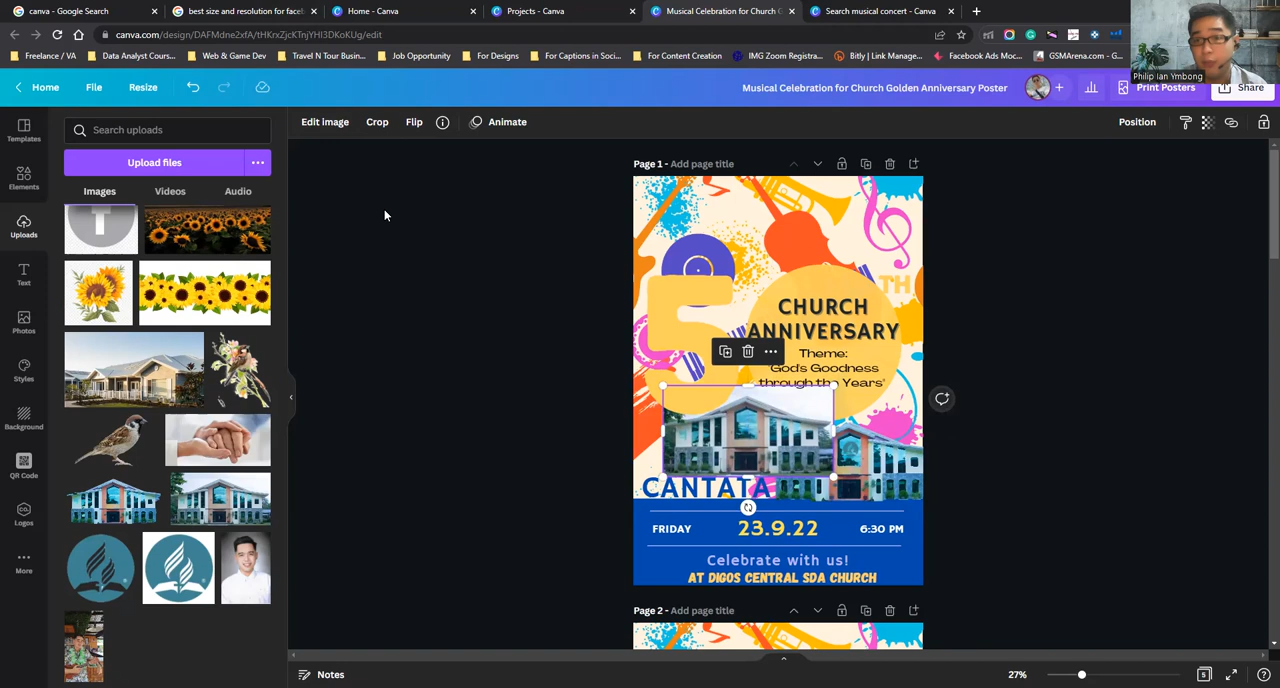 canva - Google Search
best size and resolution for facel
Home - Canva
Projects - Canva
Musical Celebration for Church G
Search musical concert - Canva
canva.com/design/DAFMdne2xfA/tHKrxZjcKTnjYHl3DKoKUg/edit
Freelance / VA
Data Analyst Cours...
Web & Game Dev
Travel N Tour Busin...
Job Opportunity
For Designs
For Captions in Soci...
For Content Creation
IMG Zoom Registra...
Bitly | Link Manage...
Facebook Ads Moc...
GSMArena.com - G...
Philip Ian Ymbong
Home
File
Resize
Musical Celebration for Church Golden Anniversary Poster
Print Posters
Share
Templates
Elements
Uploads
Text
Photos
Styles
Background
QR Code
Logos
More
Search uploads
Upload files
Images
Videos
Audio
T
Edit image
Crop
Flip
Animate
Position
Page 1 - Add page title
5
TH
CHURCH
ANNIVERSARY
Theme:
"God's Goodness
through the Years"
CANTATA
FRIDAY
23.9.22
6:30 PM
Celebrate with us!
AT DIGOS CENTRAL SDA CHURCH
Page 2 - Add page title
Notes
27%
5